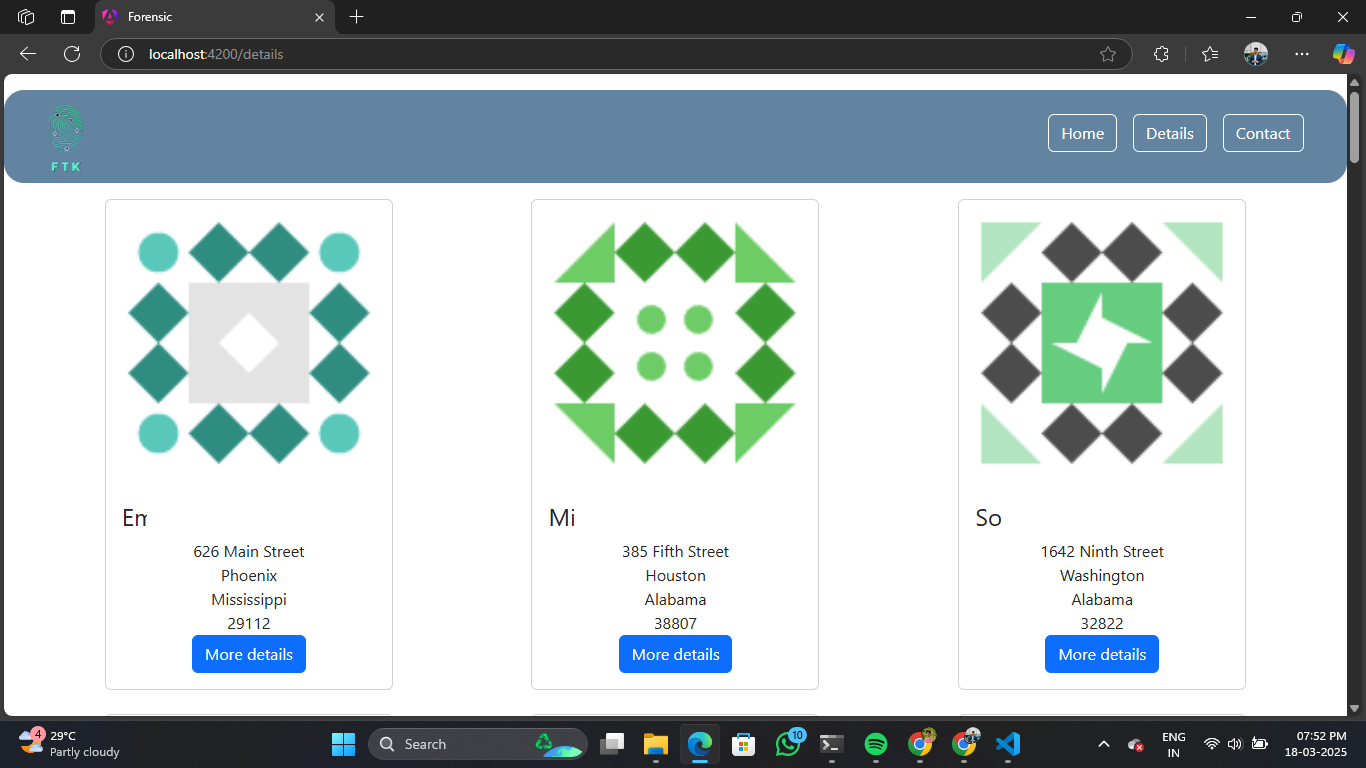 Forensic
localhost:4200/details
FTK
Home
Details
Contact
Em
626 Main Street
Phoenix
Mississippi
29112
More details
Mi
385 Fifth Street
Houston
Alabama
38807
More details
So
1642 Ninth Street
Washington
Alabama
32822
More details
4
29°C
Partly cloudy
Search
10
ENG
IN
07:52 PM
18-03-2025